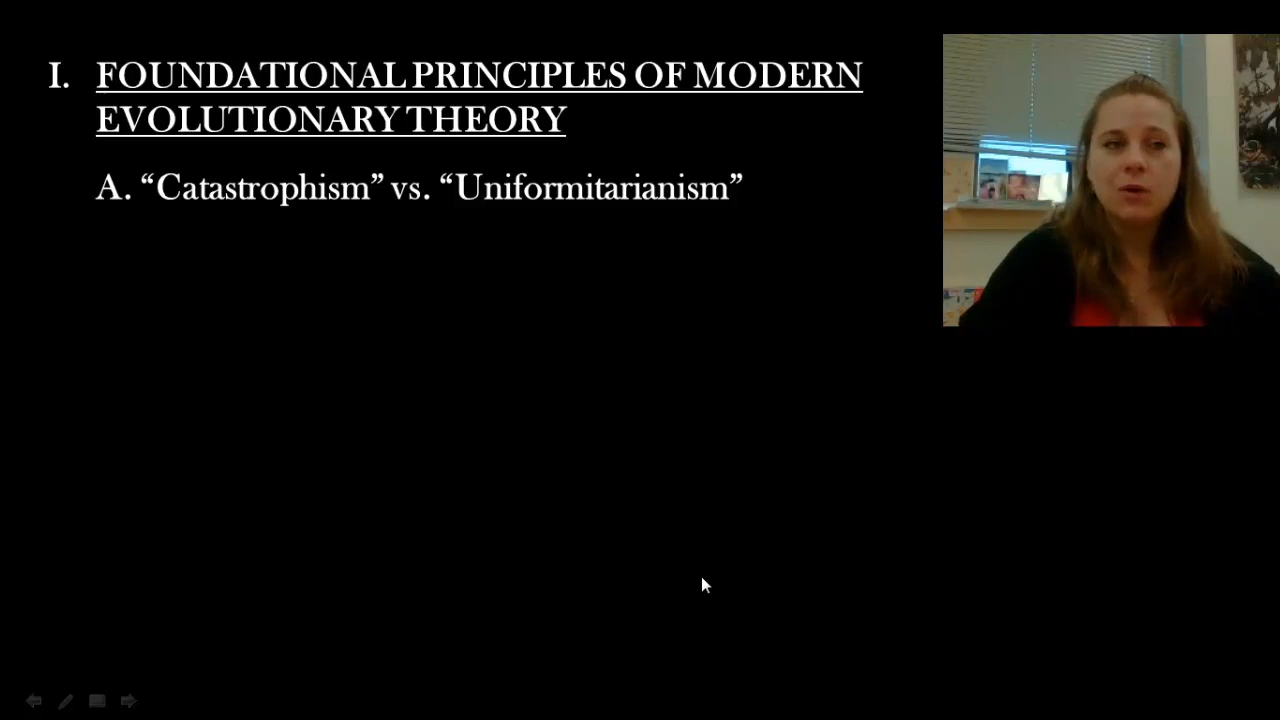 I. FOUNDATIONAL PRINCIPLES OF MODERN
EVOLUTIONARY THEORY
A. “Catastrophism” vs. “Uniformitarianism”